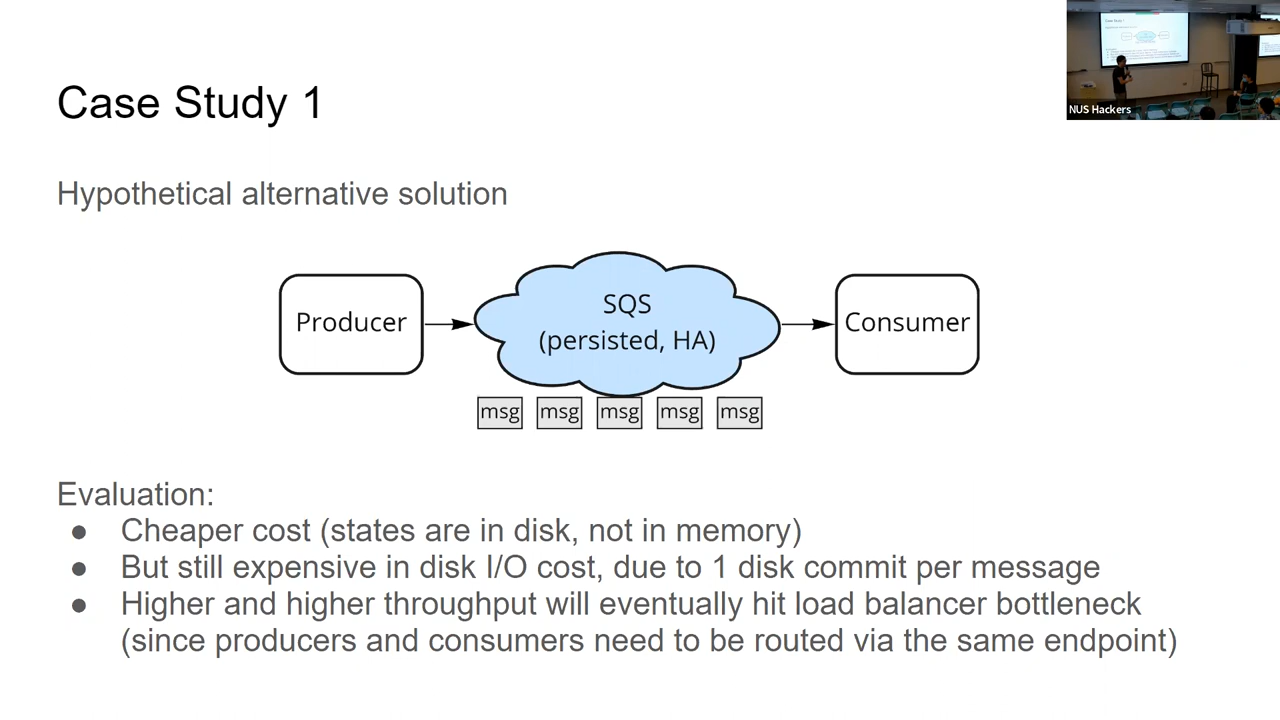 Case Study 1
NUS Hackers
Hypothetical alternative solution
Producer
SQS
(persisted, HA)
Consumer
msg msg msg msg msg
Evaluation:
● Cheaper cost (states are in disk, not in memory)
● But still expensive in disk I/O cost, due to 1 disk commit per message
● Higher and higher throughput will eventually hit load balancer bottleneck
(since producers and consumers need to be routed via the same endpoint)